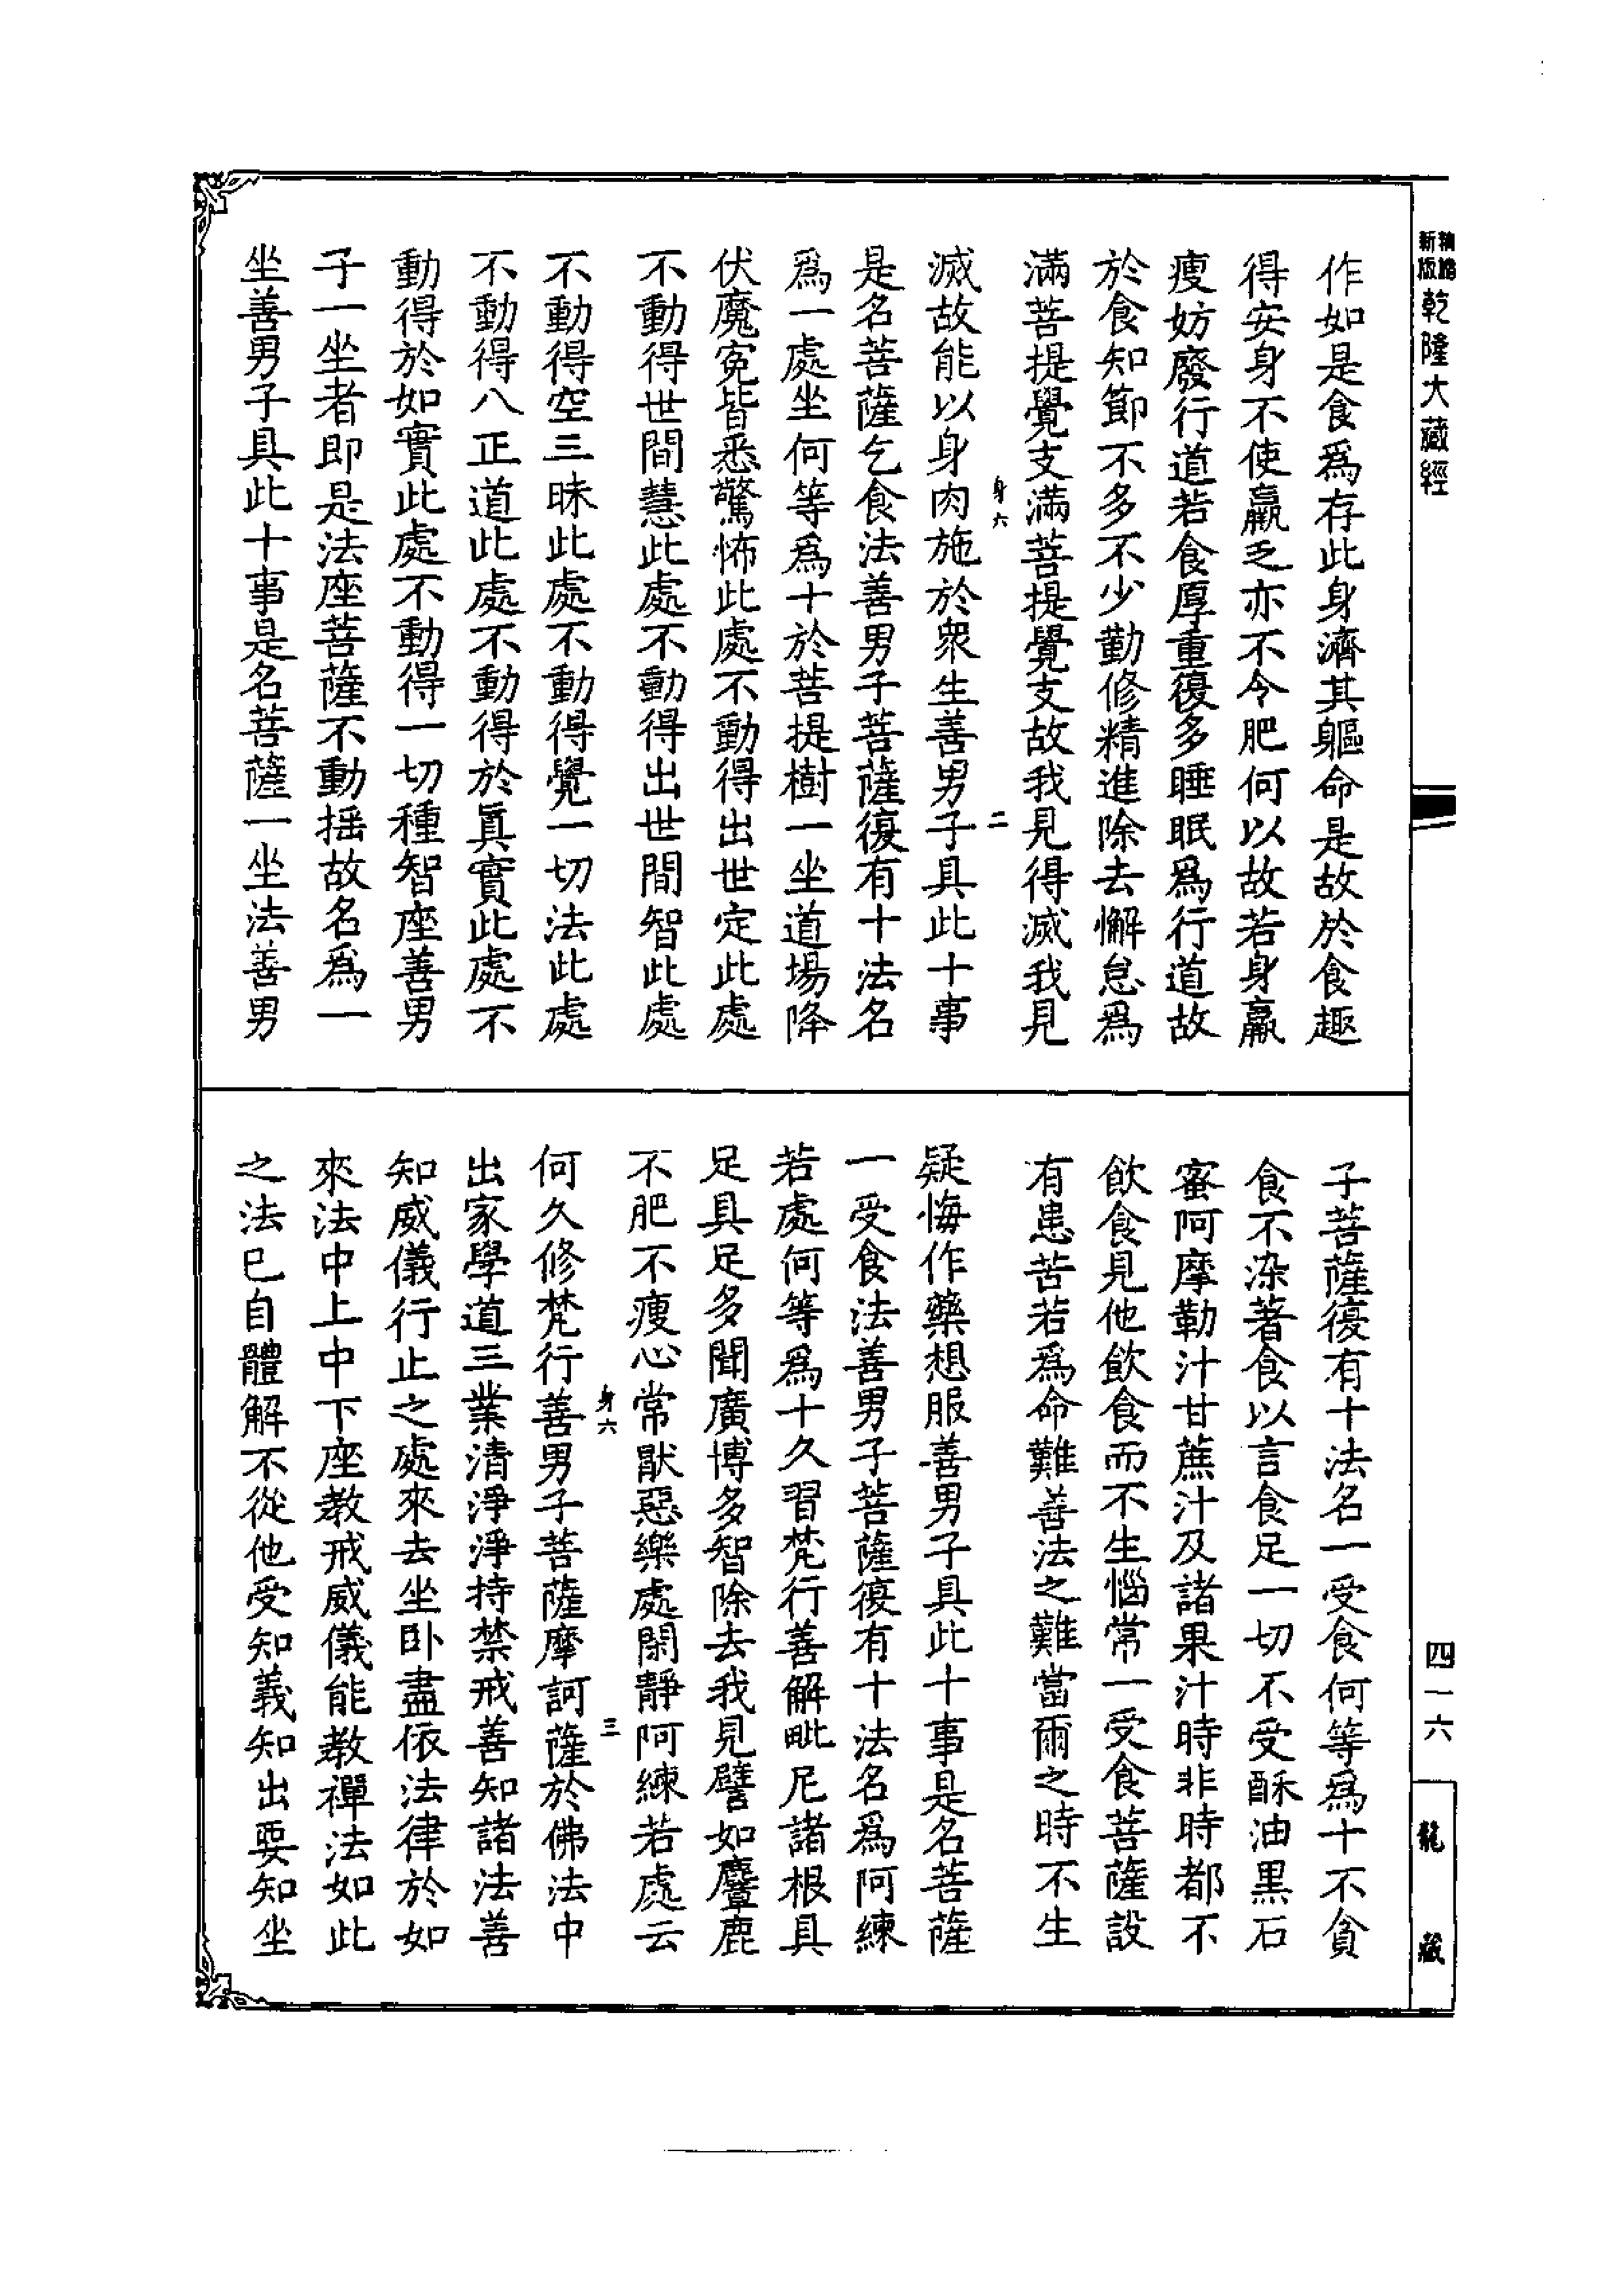 新版
乾隆大藏經
四一六
龍藏
作如是食爲存此身濟其軀命是故於食趣
得安身不使羸乏亦不令肥何以故若身羸
瘦妨廢行道若食厚重復多睡眠爲行道故
於食知節不多不少勤修精進除去懈怠爲
滿菩提覺支滿菩提覺支故我見得滅我見
身六
二
滅故能以身肉施於衆生善男子具此十事
是名菩薩乞食法善男子菩薩復有十法名
爲一處坐何等爲十於菩提樹一坐道場降
伏魔寃皆悉驚怖此處不動得出世定此處
不動得世間慧此處不動得出世間智此處
不動得空三昧此處不動得覺一切法此處
不動得八正道此處不動得於眞實此處不
動得於如實此處不動得一切種智座善男
子一坐者即是法座菩薩不動揺故名爲一
坐善男子具此十事是名菩薩一坐法善男
子菩薩復有十法名一受食何等爲十不貪
食不染著食以言食足一切不受酥油黑石
蜜阿摩勒汁甘蔗汁及諸果汁時非時都不
飲食見他飲食而不生惱常一受食菩薩設
有患苦若爲命難善法之難當爾之時不生
疑悔作藥想服善男子具此十事是名菩薩
一受食法善男子菩薩復有十法名爲阿練
若處何等爲十久習梵行善解毗尼諸根具
足具足多聞廣博多智除去我見譬如麞鹿
不肥不瘦心常猒惡樂處閑靜阿練若處云
身六
三
何久修梵行善男子菩薩摩訶薩於佛法中
出家學道三業清淨淨持禁戒善知諸法善
知威儀行止之處來去坐卧盡依法律於如
來法中上中下座教戒威儀能教禪法如此
之法巳自體解不從他受知義知出要知坐